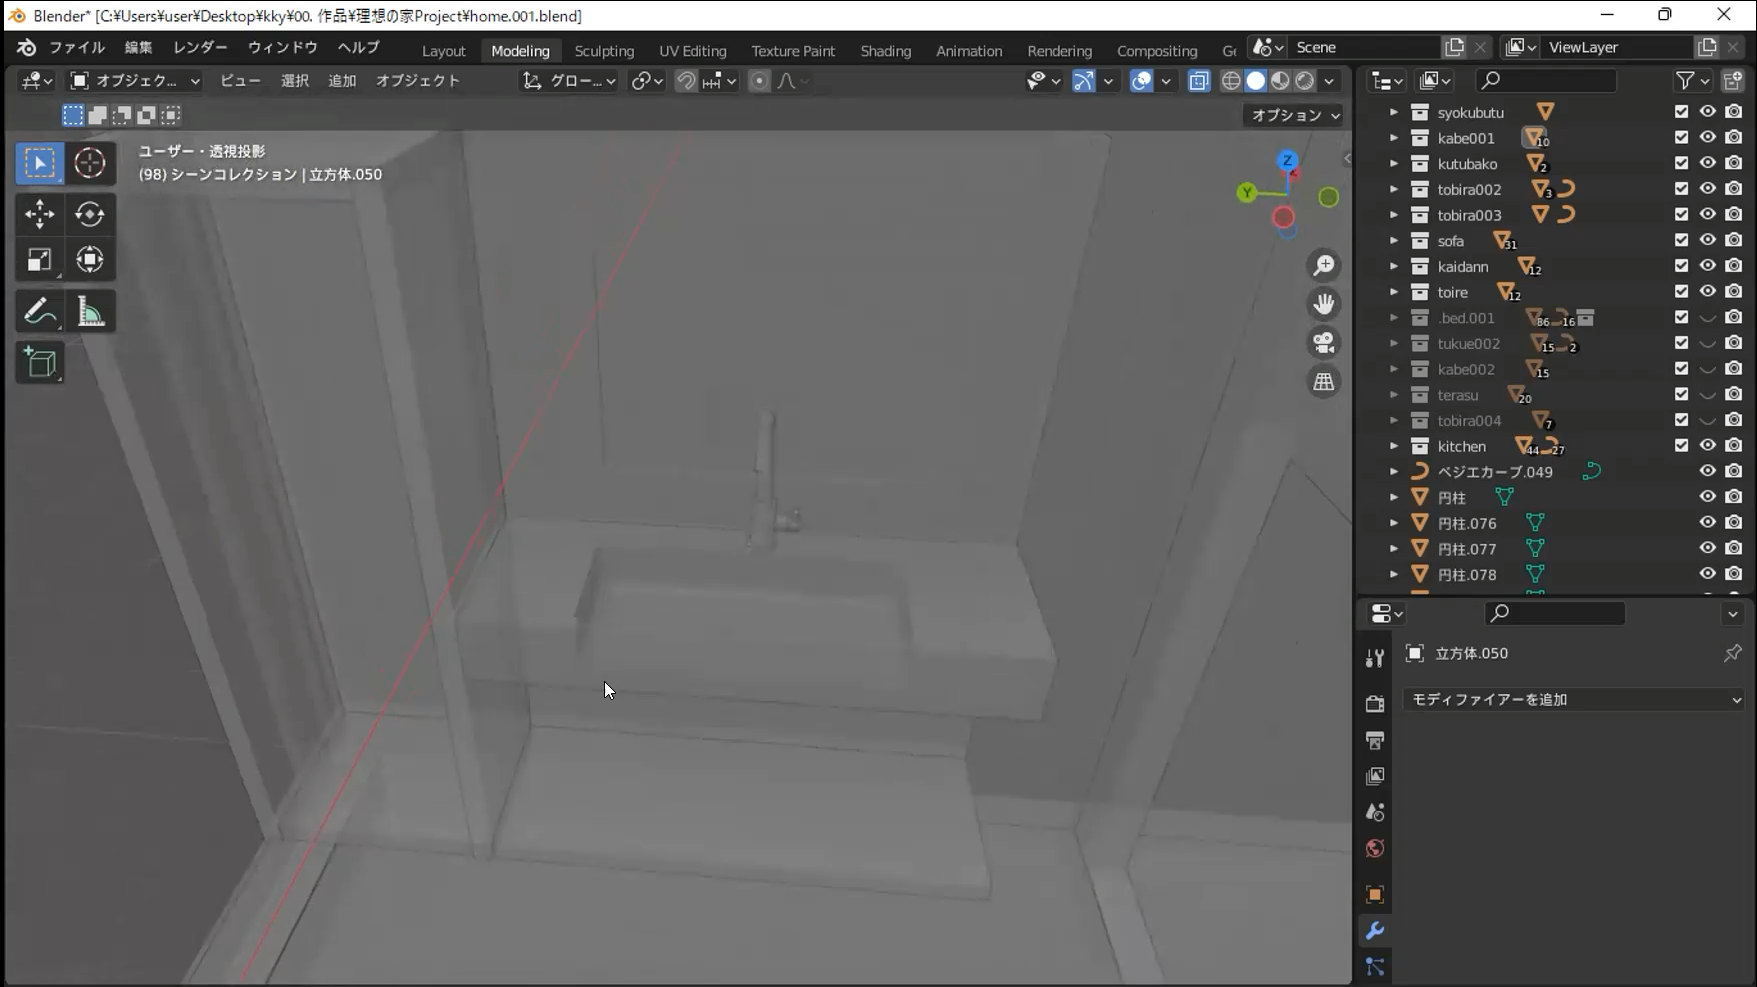 Blender* [C:¥Users¥user¥Desktop¥kky¥00. 作品¥理想の家Project¥home.001.blend]
ファイル 編集 レンダー ウィンドウ ヘルプ Layout Modeling Sculpting UV Editing Texture Paint Shading Animation Rendering Compositing Ge Scene ViewLayer
オブジェク... ビュー 選択 追加 オブジェクト グロー...
オプション
ユーザー・透視投影
(98) シーンコレクション | 立方体.050
Z
Y
syokubutu
kabe001 10
kutubako 2
tobira002 3
tobira003
sofa 31
kaidann 12
toire 12
.bed.001 86 16
tukue002 15 2
kabe002 15
terasu 20
tobira004 7
kitchen 44 27
ベジエカーブ.049
円柱
円柱.076
円柱.077
円柱.078
立方体.050
モディファイアーを追加